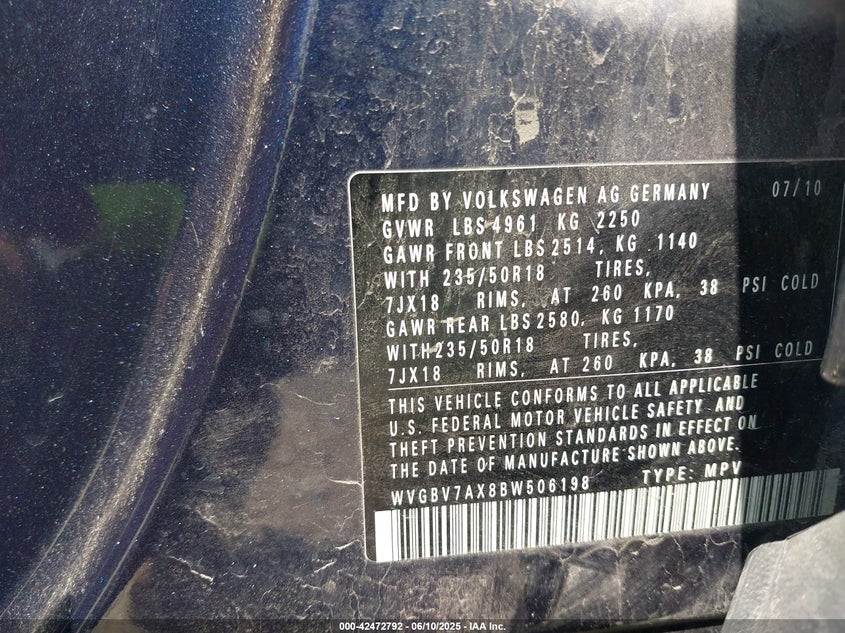 MFD BY VOLKSWAGEN AG GERMANY 07/10
GVWR LBS 4961 KG 2250
GAWR FRONT LBS 2514, KG 1140
WITH 235/50R18 TIRES,
7JX18 RIMS, AT 260 KPA, 38 PSI COLD
GAWR REAR LBS 2580, KG 1170
WITH 235/50R18 TIRES,
7JX18 RIMS, AT 260 KPA, 38 PSI COLD
THIS VEHICLE CONFORMS TO ALL APPLICABLE
U.S. FEDERAL MOTOR VEHICLE SAFETY AND
THEFT PREVENTION STANDARDS IN EFFECT ON
THE DATE OF MANUFACTURE SHOWN ABOVE.
WVGBV7AX8BW506198 TYPE: MPV
000-42472792 - 06/10/2025 - IAA Inc.